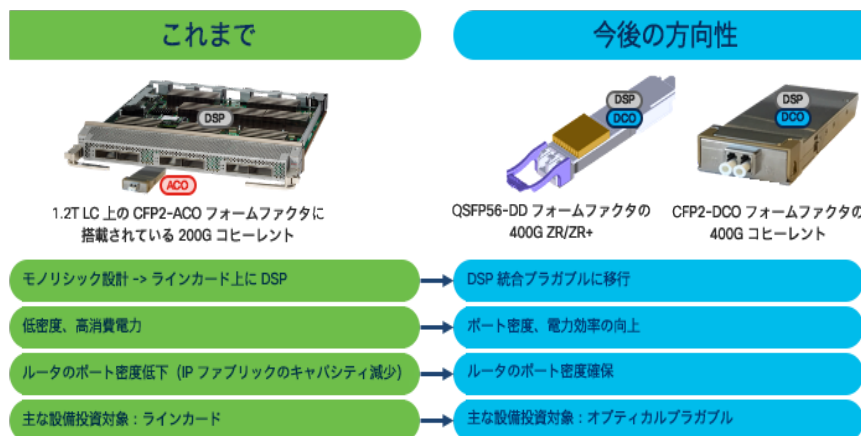 これまで
今後の方向性
DSP
ACO
DSP
DCO
DSP
DCO
1.2T LC 上の CFP2-ACO フォームファクタに
搭載されている 200G コヒーレント
QSFP56-DD フォームファクタの
400G ZR/ZR+
CFP2-DCO フォームファクタの
400G コヒーレント
モノリシック設計 -> ラインカード上に DSP
DSP 統合プラガブルに移行
低密度、高消費電力
ポート密度、電力効率の向上
ルータのポート密度低下（IP ファブリックのキャパシティ減少）
ルータのポート密度確保
主な設備投資対象：ラインカード
主な設備投資対象：オプティカルプラガブル